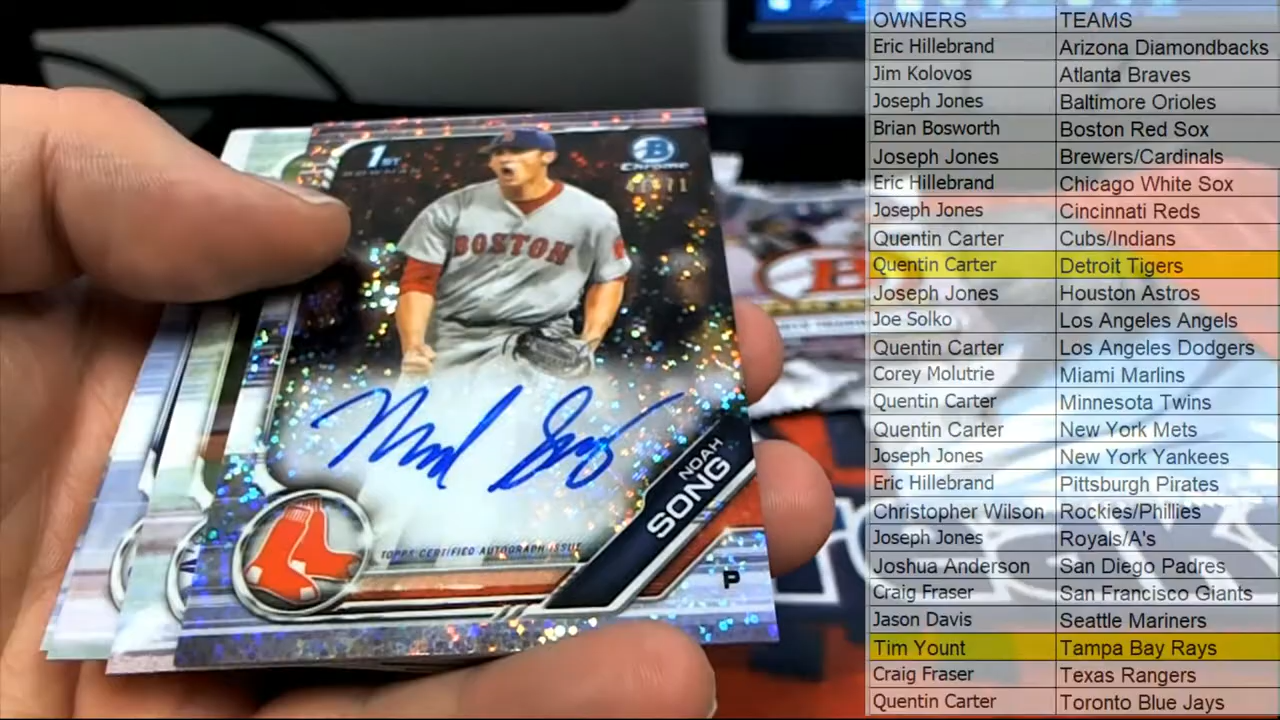 1ST
BOWMAN
B
Chrome
BOSTON
NOAH
SONG
TOPPS CERTIFIED AUTOGRAPH ISSUE
P
OWNERS TEAMS
Eric Hillebrand Arizona Diamondbacks
Jim Kolovos Atlanta Braves
Joseph Jones Baltimore Orioles
Brian Bosworth Boston Red Sox
Joseph Jones Brewers/Cardinals
Eric Hillebrand Chicago White Sox
Joseph Jones Cincinnati Reds
Quentin Carter Cubs/Indians
Quentin Carter Detroit Tigers
Joseph Jones Houston Astros
Joe Solko Los Angeles Angels
Quentin Carter Los Angeles Dodgers
Corey Molutrie Miami Marlins
Quentin Carter Minnesota Twins
Quentin Carter New York Mets
Joseph Jones New York Yankees
Eric Hillebrand Pittsburgh Pirates
Christopher Wilson Rockies/Phillies
Joseph Jones Royals/A's
Joshua Anderson San Diego Padres
Craig Fraser San Francisco Giants
Jason Davis Seattle Mariners
Tim Yount Tampa Bay Rays
Craig Fraser Texas Rangers
Quentin Carter Toronto Blue Jays